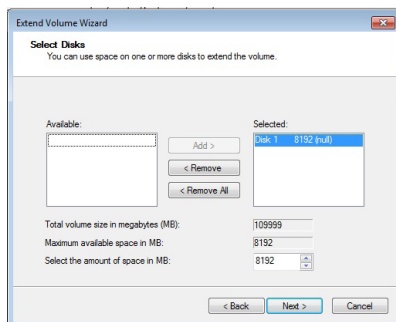 Extend Volume Wizard
Select Disks
You can use space on one or more disks to extend the volume.
Available:
Selected:
Disk 1 8192 (null)
Add >
< Remove
< Remove All
Total volume size in megabytes (MB): 109999
Maximum available space in MB: 8192
Select the amount of space in MB: 8192
< Back
Next >
Cancel